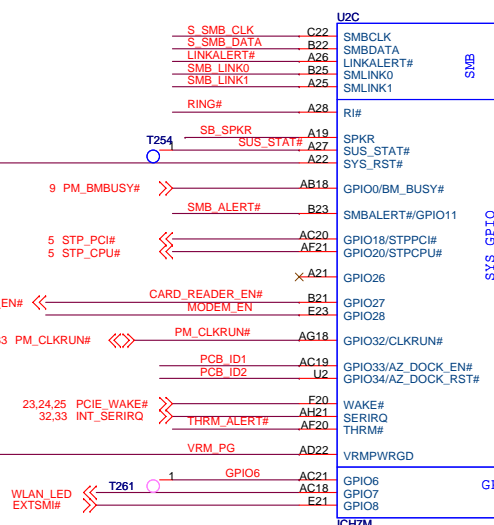 U2C
S_SMB_CLK C22 SMBCLK
S_SMB_DATA B22 SMBDATA
LINKALERT# A26 LINKALERT#
SMB_LINK0 B25 SMLINK0
SMB_LINK1 A25 SMLINK1
SMB
RING# A28 RI#
SB_SPKR A19 SPKR
T254 1 SUS_STAT# A27 SUS_STAT#
A22 SYS_RST#
9 PM_BMBUSY# AB18 GPIO0/BM_BUSY#
SMB_ALERT# B23 SMBALERT#/GPIO11
5 STP_PCI# AC20 GPIO18/STPPCI#
5 STP_CPU# AF21 GPIO20/STPCPU#
SYS GPIO
A21 GPIO26
EN# CARD_READER_EN# B21 GPIO27
MODEM_EN E23 GPIO28
33 PM_CLKRUN# PM_CLKRUN# AG18 GPIO32/CLKRUN#
PCB_ID1 AC19 GPIO33/AZ_DOCK_EN#
PCB_ID2 U2 GPIO34/AZ_DOCK_RST#
23,24,25 PCIE_WAKE# F20 WAKE#
32,33 INT_SERIRQ AH21 SERIRQ
THRM_ALERT# AF20 THRM#
VRM_PG AD22 VRMPWRGD
T261 1 GPIO6 AC21 GPIO6
WLAN_LED AC18 GPIO7
EXTSMI# E21 GPIO8
GI
ICH7M